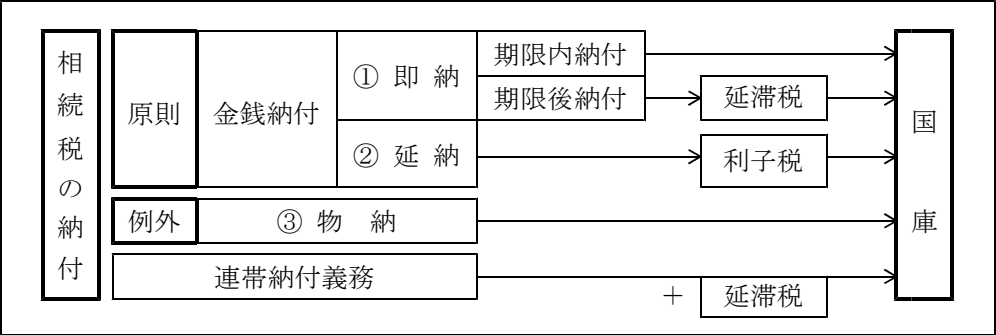 相続税の納付
原則
金銭納付
① 即 納
期限内納付
期限後納付
延滞税
② 延 納
利子税
例外
③ 物 納
連帯納付義務
＋ 延滞税
国庫